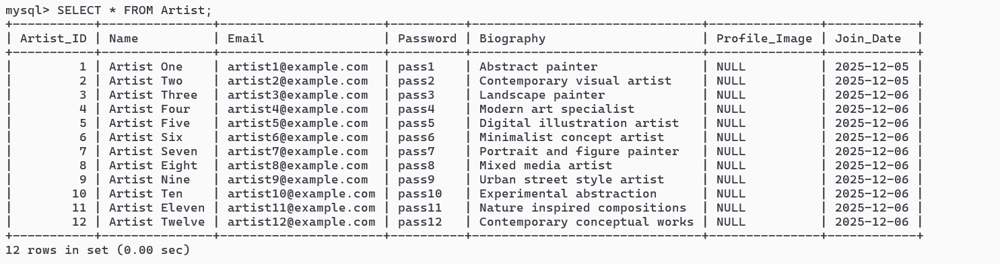 mysql> SELECT * FROM Artist;
+-----------+---------------+----------------------+----------+-------------------------------+---------------+------------+
| Artist_ID | Name          | Email                | Password | Biography                     | Profile_Image | Join_Date  |
+-----------+---------------+----------------------+----------+-------------------------------+---------------+------------+
|         1 | Artist One    | artist1@example.com  | pass1    | Abstract painter              | NULL          | 2025-12-05 |
|         2 | Artist Two    | artist2@example.com  | pass2    | Contemporary visual artist    | NULL          | 2025-12-05 |
|         3 | Artist Three  | artist3@example.com  | pass3    | Landscape painter             | NULL          | 2025-12-06 |
|         4 | Artist Four   | artist4@example.com  | pass4    | Modern art specialist         | NULL          | 2025-12-06 |
|         5 | Artist Five   | artist5@example.com  | pass5    | Digital illustration artist   | NULL          | 2025-12-06 |
|         6 | Artist Six    | artist6@example.com  | pass6    | Minimalist concept artist     | NULL          | 2025-12-06 |
|         7 | Artist Seven  | artist7@example.com  | pass7    | Portrait and figure painter   | NULL          | 2025-12-06 |
|         8 | Artist Eight  | artist8@example.com  | pass8    | Mixed media artist            | NULL          | 2025-12-06 |
|         9 | Artist Nine   | artist9@example.com  | pass9    | Urban street style artist     | NULL          | 2025-12-06 |
|        10 | Artist Ten    | artist10@example.com | pass10   | Experimental abstraction      | NULL          | 2025-12-06 |
|        11 | Artist Eleven | artist11@example.com | pass11   | Nature inspired compositions  | NULL          | 2025-12-06 |
|        12 | Artist Twelve | artist12@example.com | pass12   | Contemporary conceptual works | NULL          | 2025-12-06 |
+-----------+---------------+----------------------+----------+-------------------------------+---------------+------------+
12 rows in set (0.00 sec)